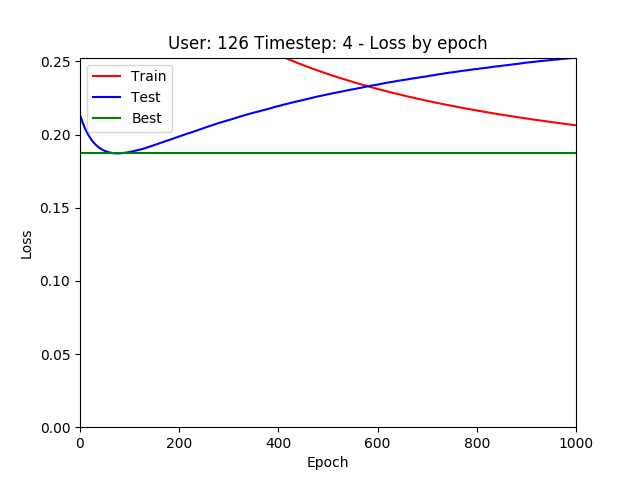 User: 126 Timestep: 4 - Loss by epoch
0.25
0.20
0.15
0.10
0.05
0.00
Loss
Train
Test
Best
0 200 400 600 800 1000
Epoch